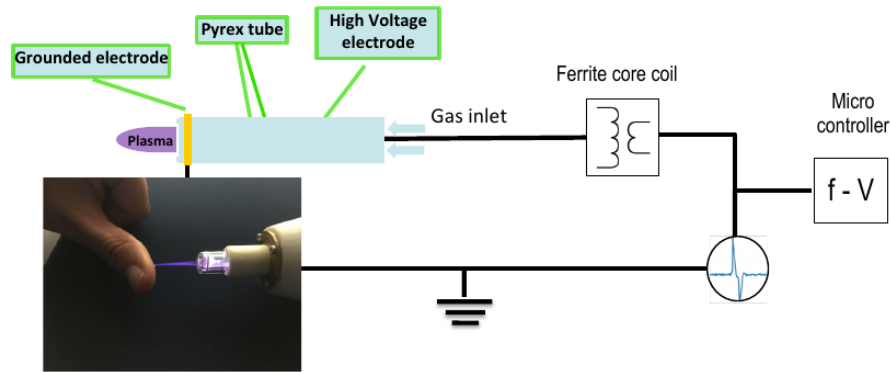 High Voltage
electrode
Pyrex tube
Grounded electrode
Ferrite core coil
Gas inlet
Micro
controller
Plasma
f - V